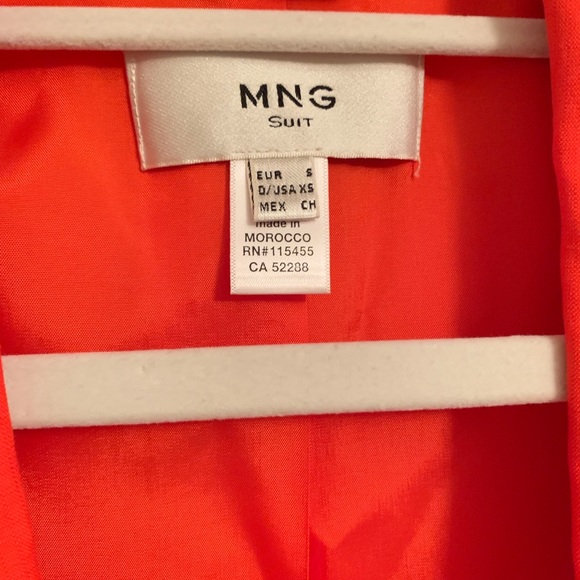 MNG
SUIT
EUR S
D/USA XS
MEX CH
made in
MOROCCO
RN#115455
CA 52288